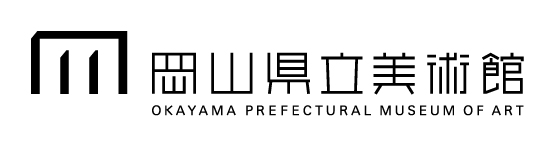 岡山県立美術館
OKAYAMA PREFECTURAL MUSEUM OF ART